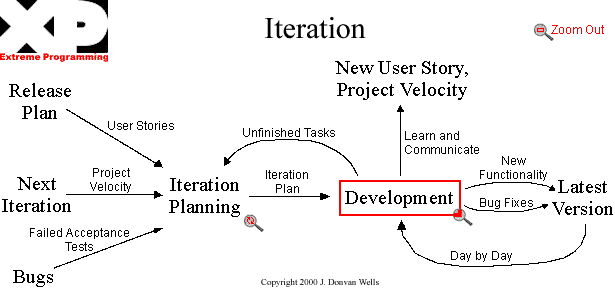 XP
Extreme Programming
Iteration
Zoom Out
New User Story,
Project Velocity
Release
Plan
User Stories
Unfinished Tasks
Learn and
Communicate
Next
Iteration
Project
Velocity
Iteration
Planning
Iteration
Plan
Development
New
Functionality
Bug Fixes
Latest
Version
Failed Acceptance
Tests
Day by Day
Bugs
Copyright 2000 J. Donvan Wells